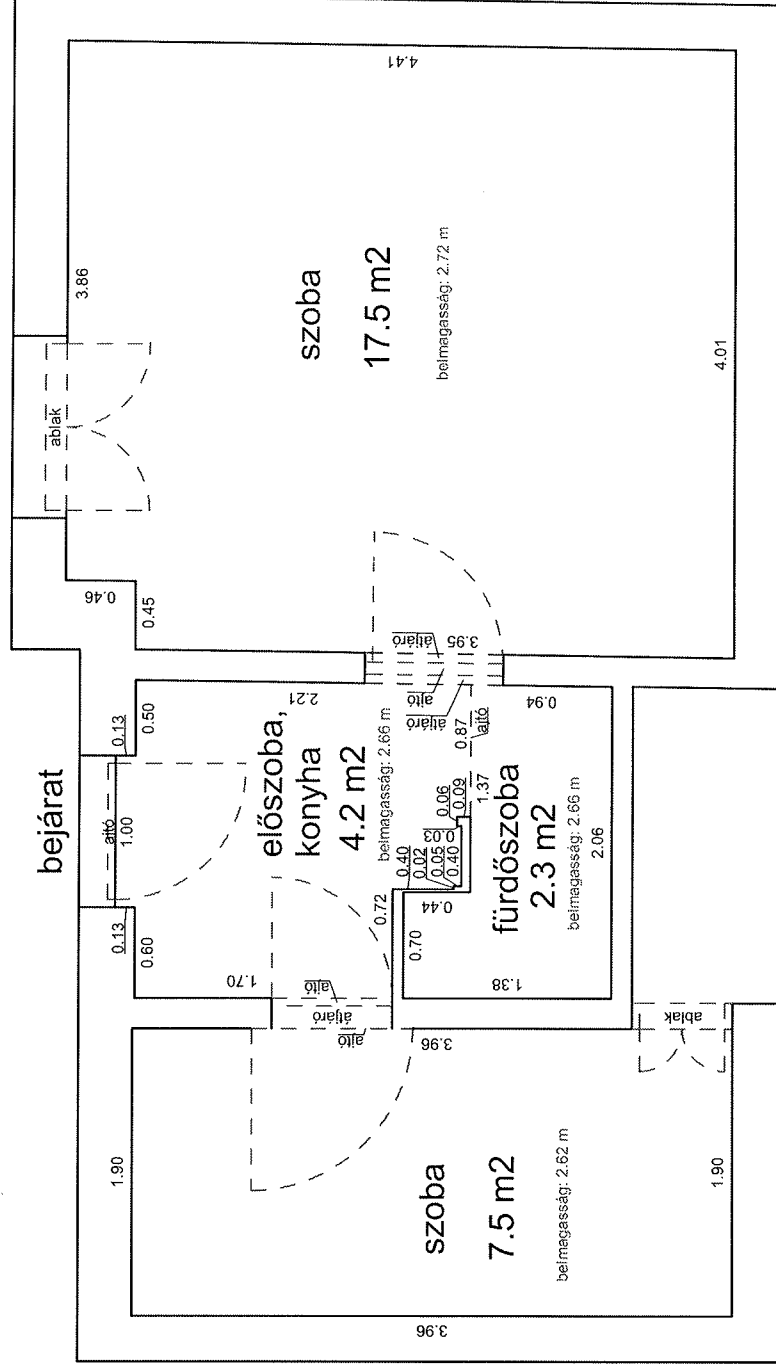 bejárat
ajtó
1.00
0.13
0.60
0.13
0.50
0.46
0.45
ablak
3.86
4.41
szoba
17.5 m2
belmagasság: 2.72 m
4.01
3.95
átjáró
ajtó
átjáró
2.21
előszoba,
konyha
4.2 m2
belmagasság: 2.66 m
1.70
ajtó
átjáró
ajtó
0.72
0.40
0.02
0.05
0.40
0.03
0.06
0.09
0.87
ajtó
1.37
0.44
0.70
0.94
fürdőszoba
2.3 m2
belmagasság: 2.66 m
2.06
1.38
1.90
3.96
szoba
7.5 m2
belmagasság: 2.62 m
1.90
3.96
ablak